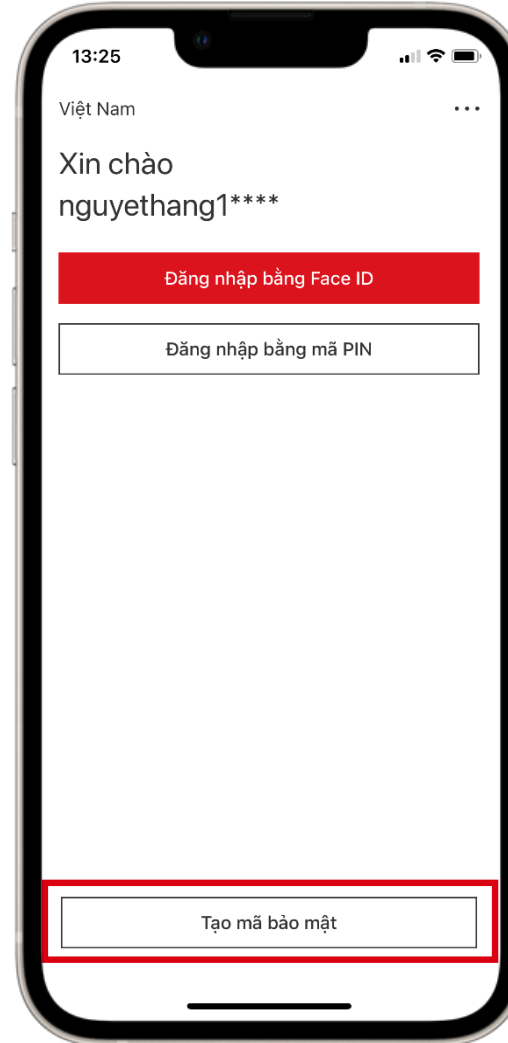 13:25
Việt Nam
Xin chào
nguyethang1****
Đăng nhập bằng Face ID
Đăng nhập bằng mã PIN
Tạo mã bảo mật